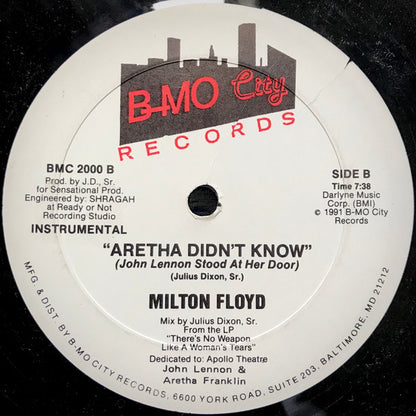 B-MO City
RECORDS
BMC 2000 B
Prod. by J.D., Sr.
for Sensational Prod.
Engineered by: SHRAGAH
at Ready or Not
Recording Studio
INSTRUMENTAL
SIDE B
Time 7:38
Darlyne Music
Corp. (BMI)
© 1991 B-MO City
Records
"ARETHA DIDN'T KNOW"
(John Lennon Stood At Her Door)
(Julius Dixon, Sr.)
MILTON FLOYD
Mix by Julius Dixon, Sr.
From the LP
"There's No Weapon
Like A Woman's Tears"
Dedicated to: Apollo Theatre
John Lennon &
Aretha Franklin
MFG & DIST. BY B-MO CITY RECORDS, 6600 YORK ROAD, SUITE 203, BALTIMORE, MD 21212